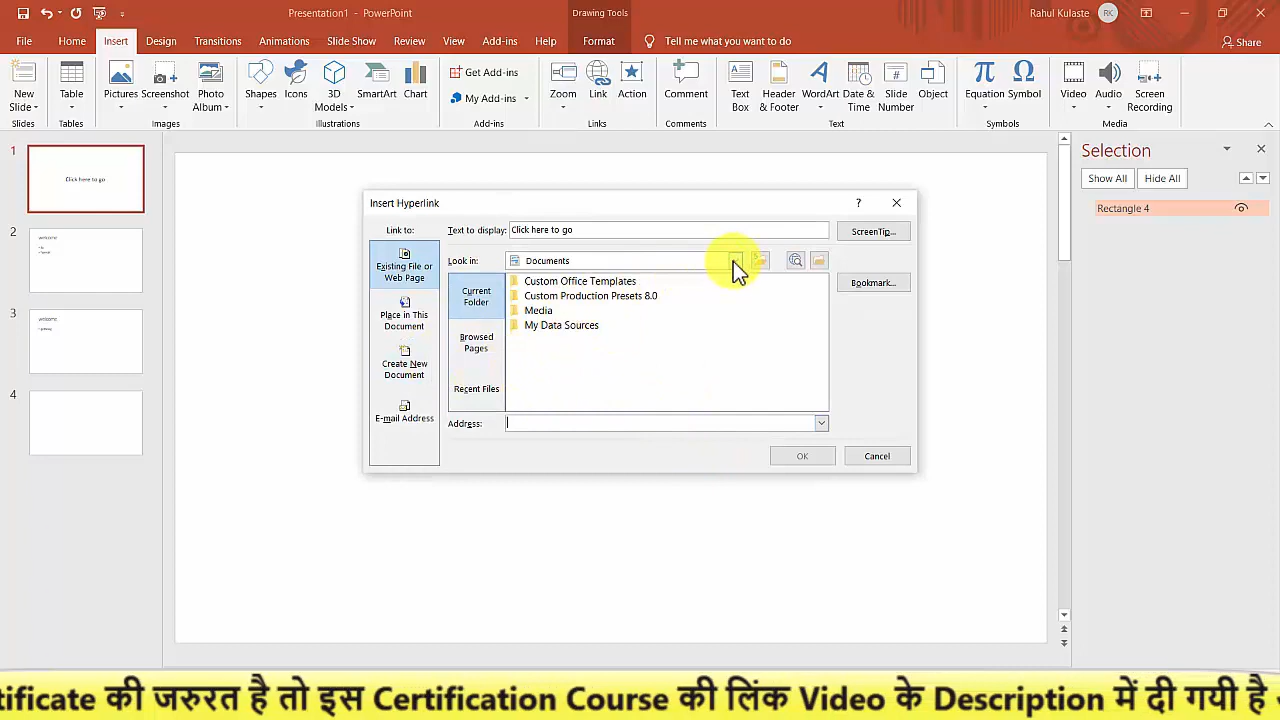 Presentation1 - PowerPoint
Drawing Tools
Rahul Kulaste
RK
File
Home
Insert
Design
Transitions
Animations
Slide Show
Review
View
Add-ins
Help
Format
Tell me what you want to do
Share
New Slide
Table
Pictures
Screenshot
Photo Album
Shapes
Icons
3D Models
SmartArt
Chart
Get Add-ins
My Add-ins
Zoom
Link
Action
Comment
Text Box
Header & Footer
WordArt
Date & Time
Slide Number
Object
Equation
Symbol
Video
Audio
Screen Recording
Slides
Tables
Images
Illustrations
Add-ins
Links
Comments
Text
Symbols
Media
1
Click here to go
2
welcome
3
welcome
4
Selection
Show All
Hide All
Rectangle 4
Insert Hyperlink
?
Link to:
Text to display:
Click here to go
ScreenTip...
Existing File or Web Page
Look in:
Documents
Place in This Document
Current Folder
Custom Office Templates
Custom Production Presets 8.0
Media
My Data Sources
Bookmark...
Browsed Pages
Create New Document
Recent Files
E-mail Address
Address:
OK
Cancel
tificate की जरुरत है तो इस Certification Course की लिंक Video के Description में दी गयी है